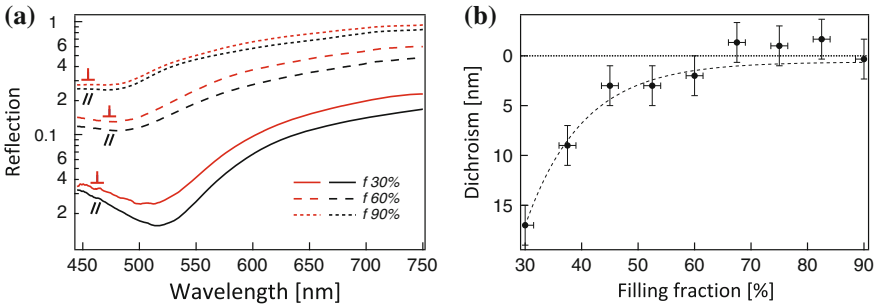 (a)
Reflection
1
6
4
2
0.1
6
4
2
⊥
//
⊥
//
⊥
//
f 30%
f 60%
f 90%
450 500 550 600 650 700 750
Wavelength [nm]
(b)
Dichroism [nm]
0
5
10
15
30 40 50 60 70 80 90
Filling fraction [%]